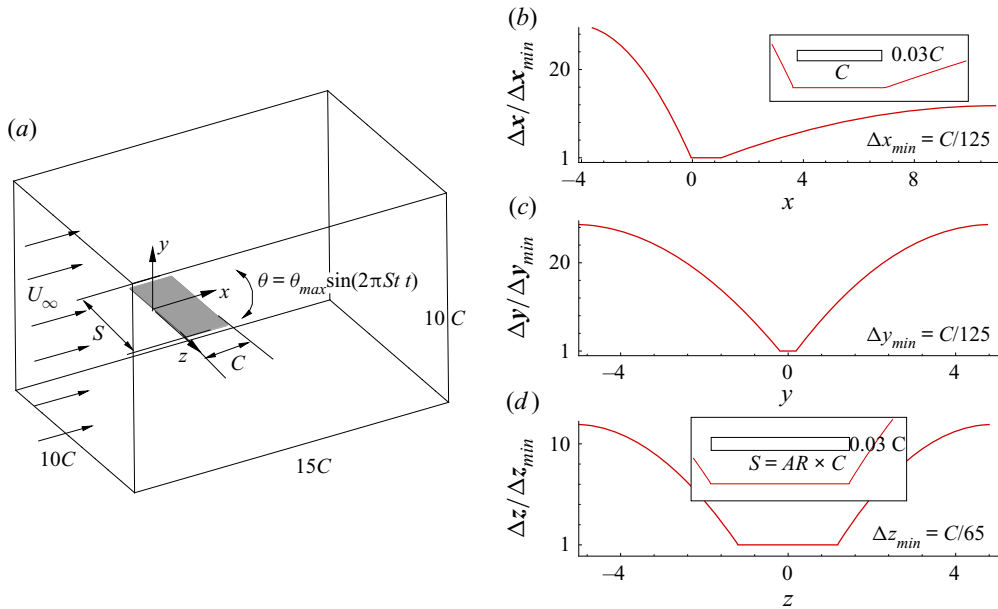 (a)
y
x
z
U∞
S
C
θ = θmax sin(2πSt t)
10 C
10C
15C
(b)
Δx/Δxmin
20
1
−4
0
4
8
x
0.03C
C
Δxmin = C/125
(c)
Δy/Δymin
20
1
−4
0
4
y
Δymin = C/125
(d)
Δz/Δzmin
10
1
−4
0
4
z
0.03 C
S = AR × C
Δzmin = C/65